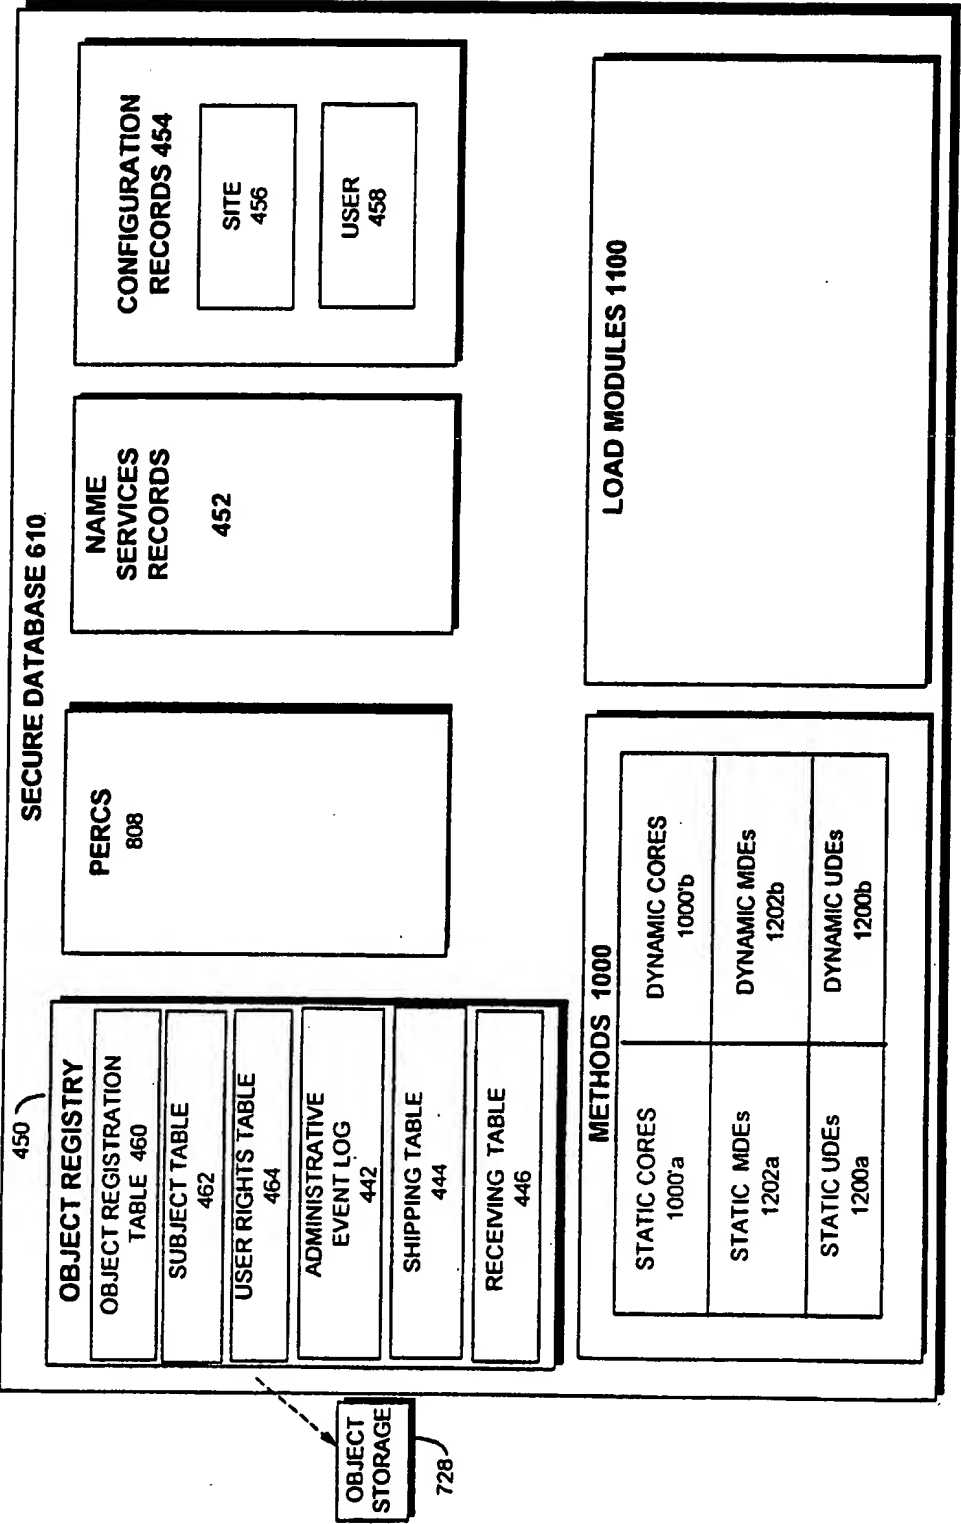 SECURE DATABASE 610
450
OBJECT REGISTRY
OBJECT REGISTRATION
TABLE 460
SUBJECT TABLE
462
USER RIGHTS TABLE
464
ADMINISTRATIVE
EVENT LOG
442
SHIPPING TABLE
444
RECEIVING TABLE
446
PERCS
808
NAME
SERVICES
RECORDS
452
CONFIGURATION
RECORDS 454
SITE
456
USER
458
OBJECT
STORAGE
728
METHODS 1000
STATIC CORES
1000'a
DYNAMIC CORES
1000'b
STATIC MDEs
1202a
DYNAMIC MDEs
1202b
STATIC UDEs
1200a
DYNAMIC UDEs
1200b
LOAD MODULES 1100